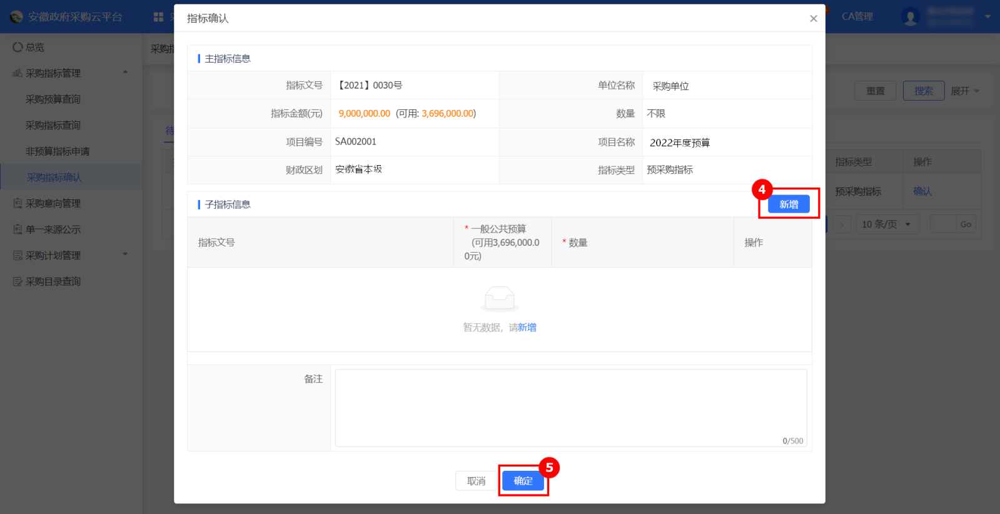 安徽政府采购云平台
CA管理
总览
采购指标管理
采购预算查询
采购指标查询
非预算指标申请
采购指标确认
采购意向管理
单一来源公示
采购计划管理
采购目录查询
采购指
待
指标确认
主指标信息
指标文号 【2021】0030号 单位名称 采购单位
指标金额(元) 9,000,000.00 (可用: 3,696,000.00) 数量 不限
项目编号 SA002001 项目名称 2022年度预算
财政区划 安徽省本级 指标类型 预采购指标
4
子指标信息 新增
指标文号 * 一般公共预算 * 数量 操作
(可用3,696,000.0
0元)
暂无数据，请新增
备注
0/500
5
取消 确定
重置 搜索 展开
指标类型 操作
预采购指标 确认
10 条/页 Go